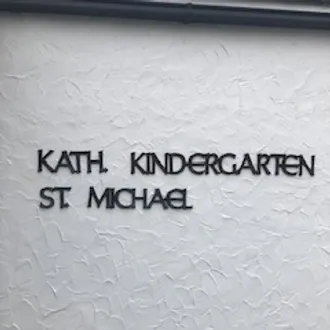 KATH. KINDERGARTEN
ST. MICHAEL